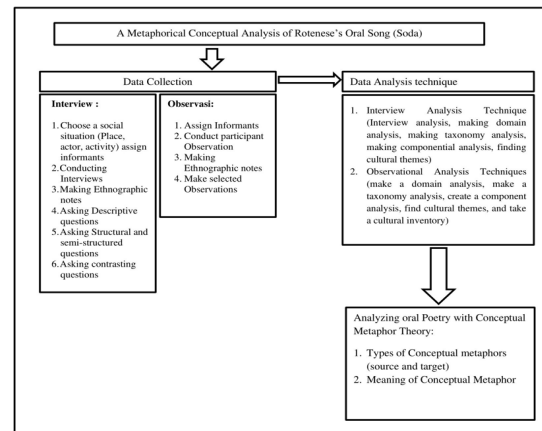 A Metaphorical Conceptual Analysis of Rotenese's Oral Song (Soda)
Data Collection
Interview :
1.Choose a social
situation (Place,
actor, activity) assign
informants
2.Conducting
Interviews
3.Making Ethnographic
notes
4.Asking Descriptive
questions
5.Asking Structural and
semi-structured
questions
6.Asking contrasting
questions
Observasi:
1. Assign Informants
2. Conduct participant
Observation
3. Making
Ethnographic notes
4. Make selected
Observations
Data Analysis technique
1. Interview Analysis Technique
(Interview analysis, making domain
analysis, making taxonomy analysis,
making componential analysis, finding
cultural themes)
2. Observational Analysis Techniques
(make a domain analysis, make a
taxonomy analysis, create a component
analysis, find cultural themes, and take
a cultural inventory)
Analyzing oral Poetry with Conceptual
Metaphor Theory:
1. Types of Conceptual metaphors
(source and target)
2. Meaning of Conceptual Metaphor